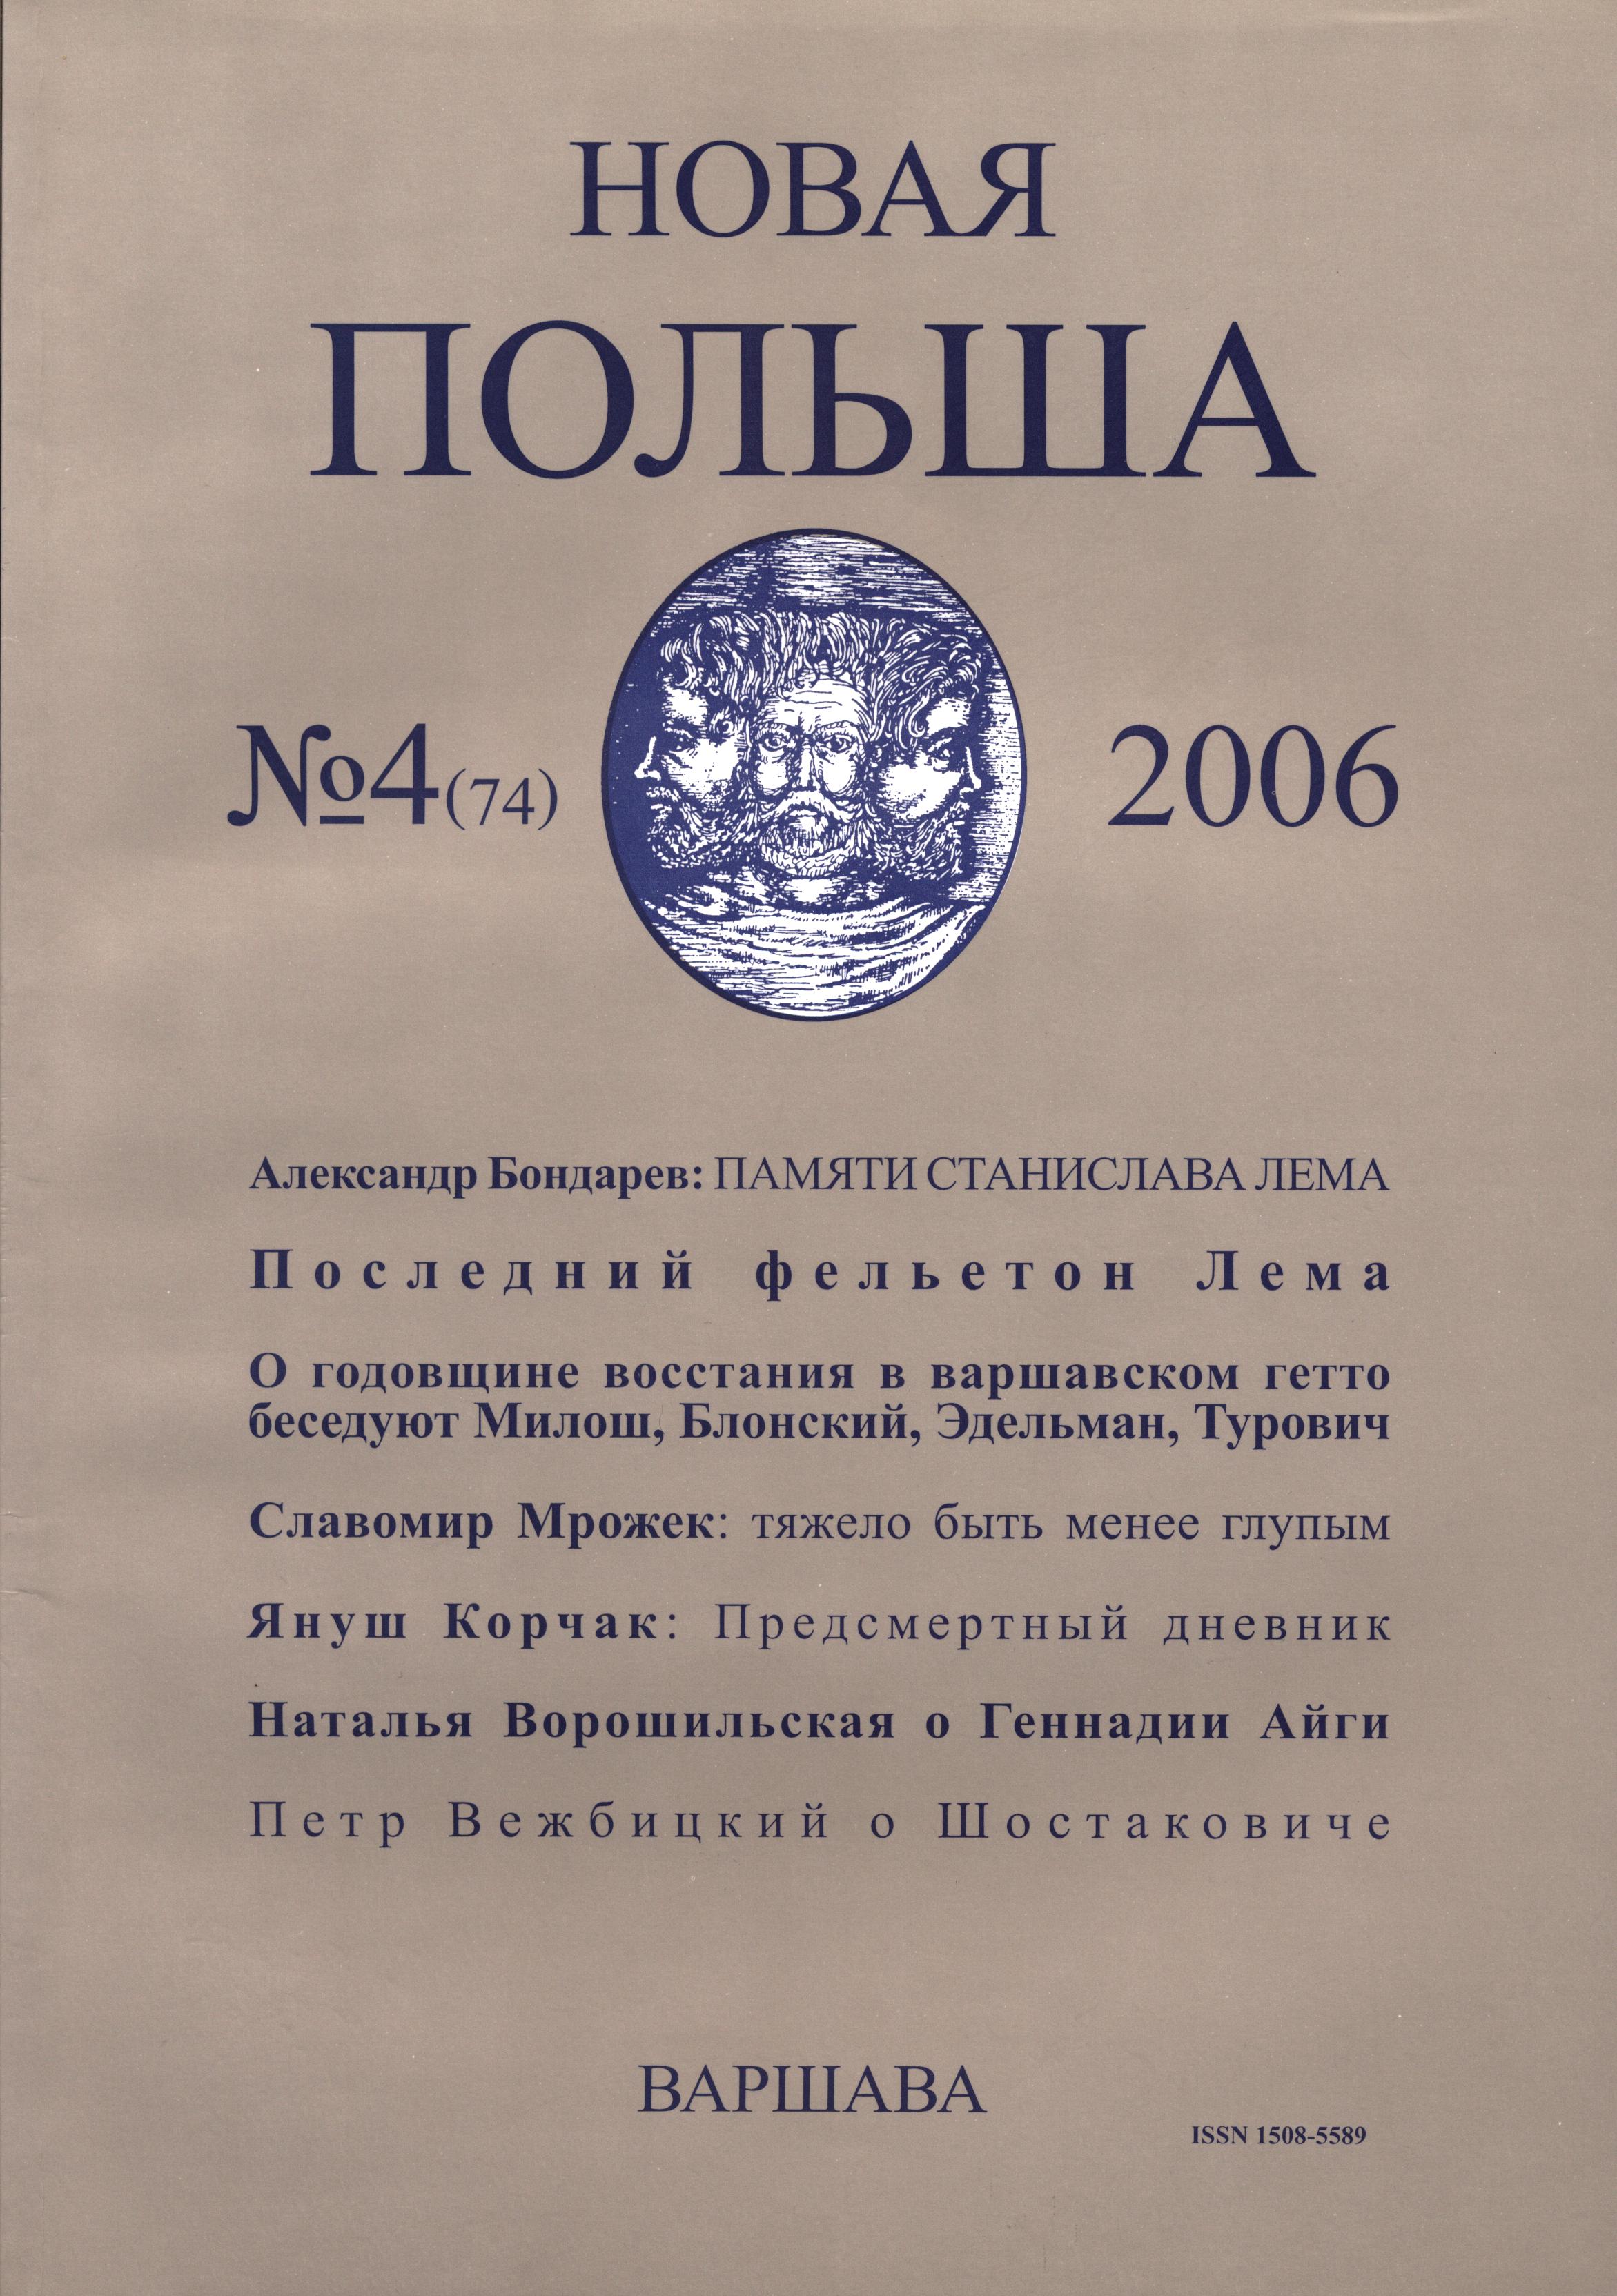 НОВАЯ
ПОЛЬША
№4(74)
2006
Александр Бондарев: ПАМЯТИ СТАНИСЛАВА ЛЕМА
Последний фельетон Лема
О годовщине восстания в варшавском гетто
беседуют Милош, Блонский, Эдельман, Турович
Славомир Мрожек: тяжело быть менее глупым
Януш Корчак: Предсмертный дневник
Наталья Ворошильская о Геннадии Айги
Петр Вежбицкий о Шостаковиче
ВАРШАВА
ISSN 1508-5589